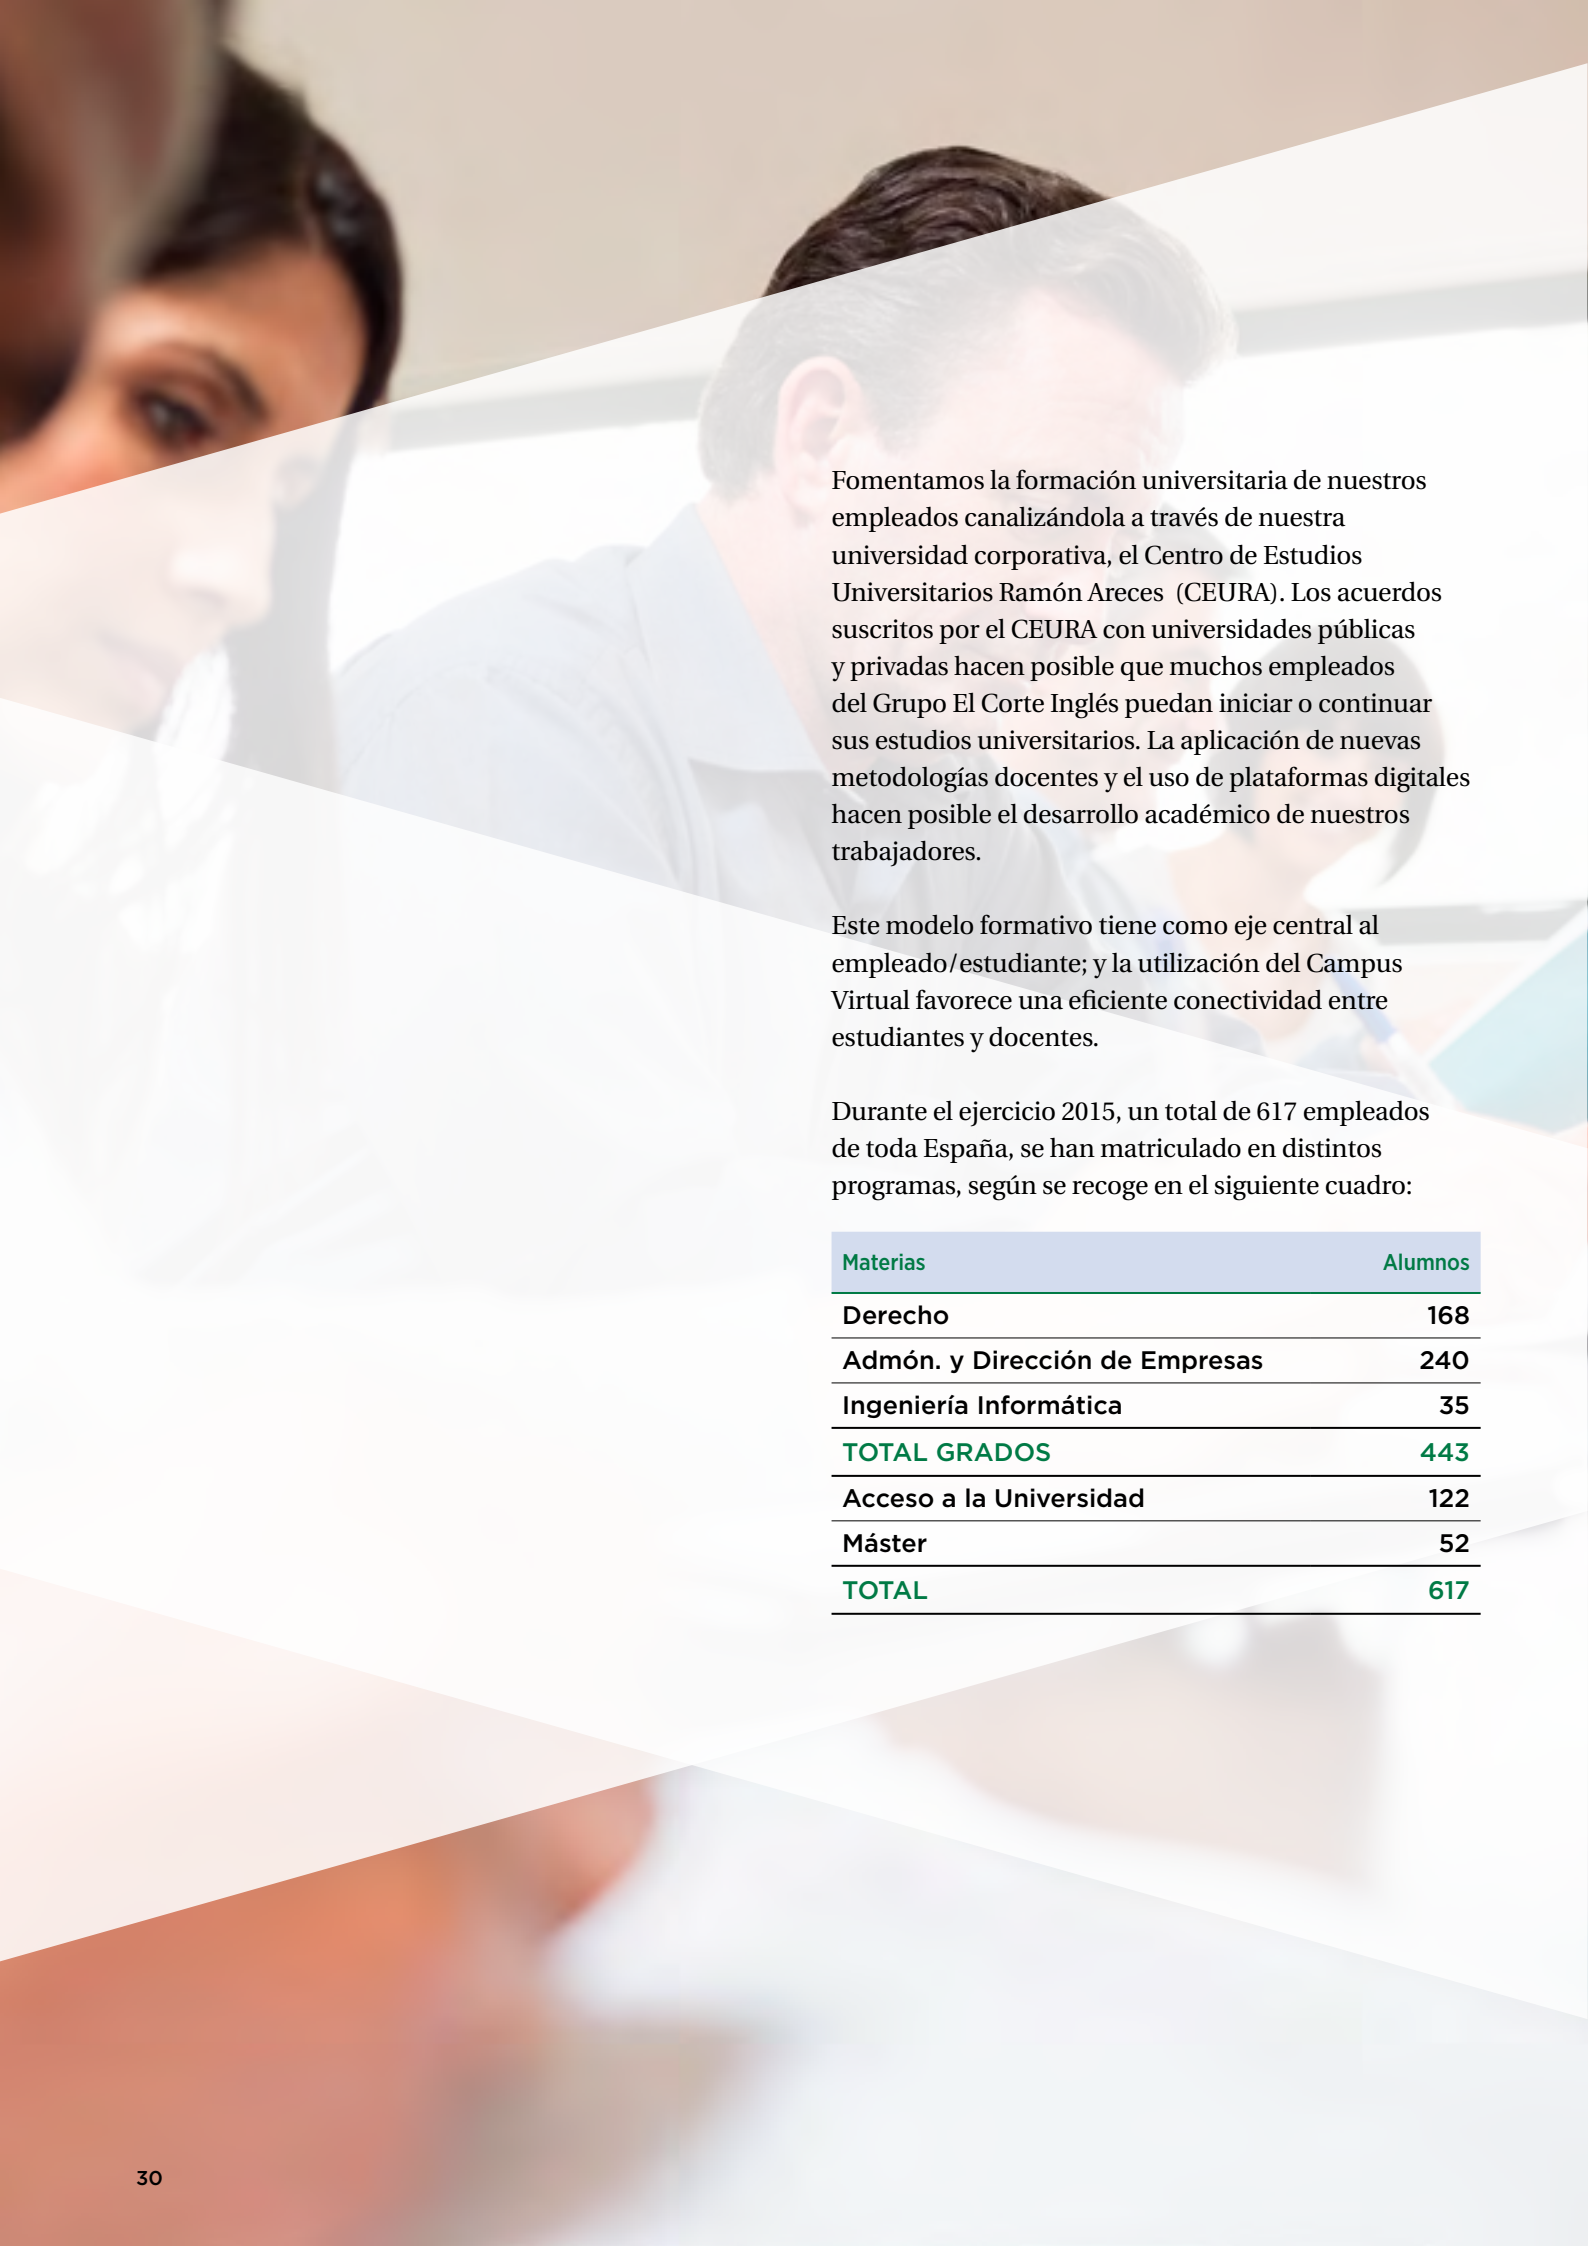 Fomentamos la formación universitaria de nuestros
empleados canalizándola a través de nuestra
universidad corporativa, el Centro de Estudios
Universitarios Ramón Areces  (CEURA). Los acuerdos
suscritos por el CEURA con universidades públicas
y privadas hacen posible que muchos empleados
del Grupo El Corte Inglés puedan iniciar o continuar
sus estudios universitarios. La aplicación de nuevas
metodologías docentes y el uso de plataformas digitales
hacen posible el desarrollo académico de nuestros
trabajadores.
Este modelo formativo tiene como eje central al
empleado/estudiante; y la utilización del Campus
Virtual favorece una eficiente conectividad entre
estudiantes y docentes.
Durante el ejercicio 2015, un total de 617 empleados
de toda España, se han matriculado en distintos
programas, según se recoge en el siguiente cuadro:
Materias Alumnos
Derecho 168
Admón. y Dirección de Empresas 240
Ingeniería Informática 35
TOTAL GRADOS 443
Acceso a la Universidad 122
Máster 52
TOTAL 617
30